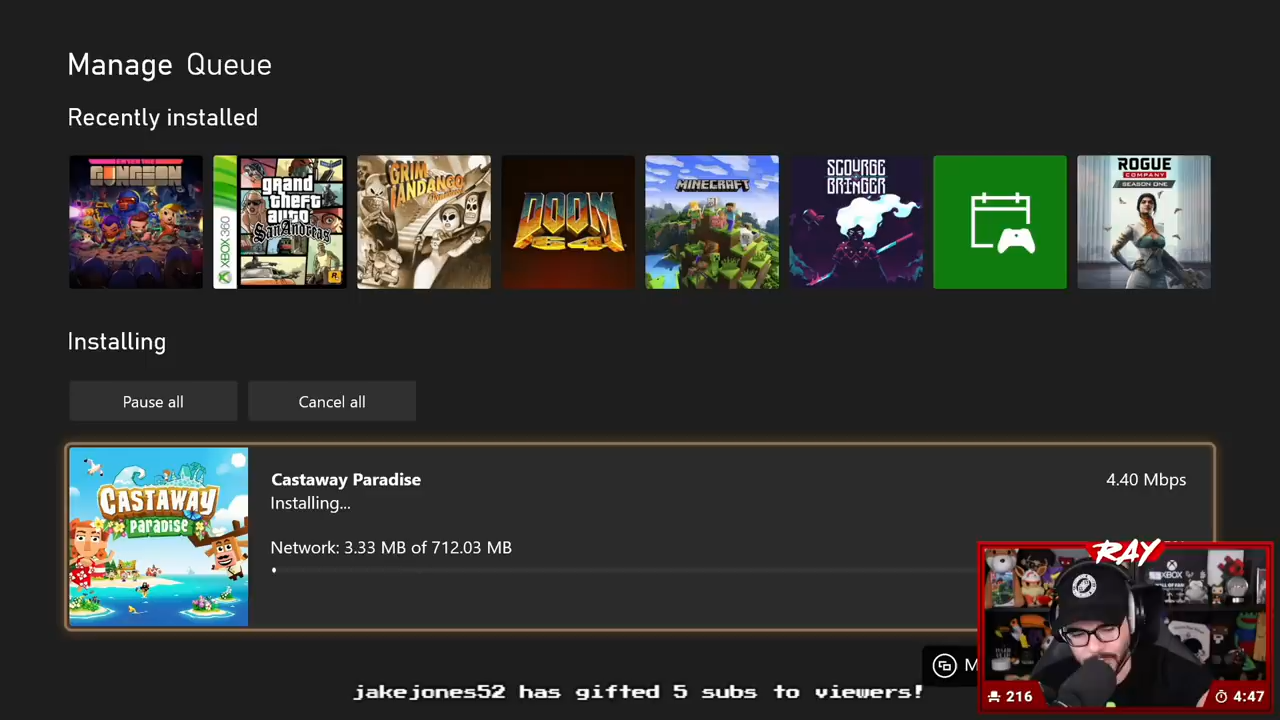 Manage Queue
Recently installed
ENTER THE
GUNGEON
XBOX 360
grand
theft
auto
San Andreas
R
GRIM
FANDANGO
DOOM
64
MINECRAFT
SCOURGE
BRINGER
ROGUE
COMPANY
SEASON ONE
Installing
Pause all
Cancel all
CASTAWAY
PARADISE
Castaway Paradise
4.40 Mbps
Installing...
Network: 3.33 MB of 712.03 MB
RAY
XBOX
M
216
4:47
jakejones52 has gifted 5 subs to viewers!